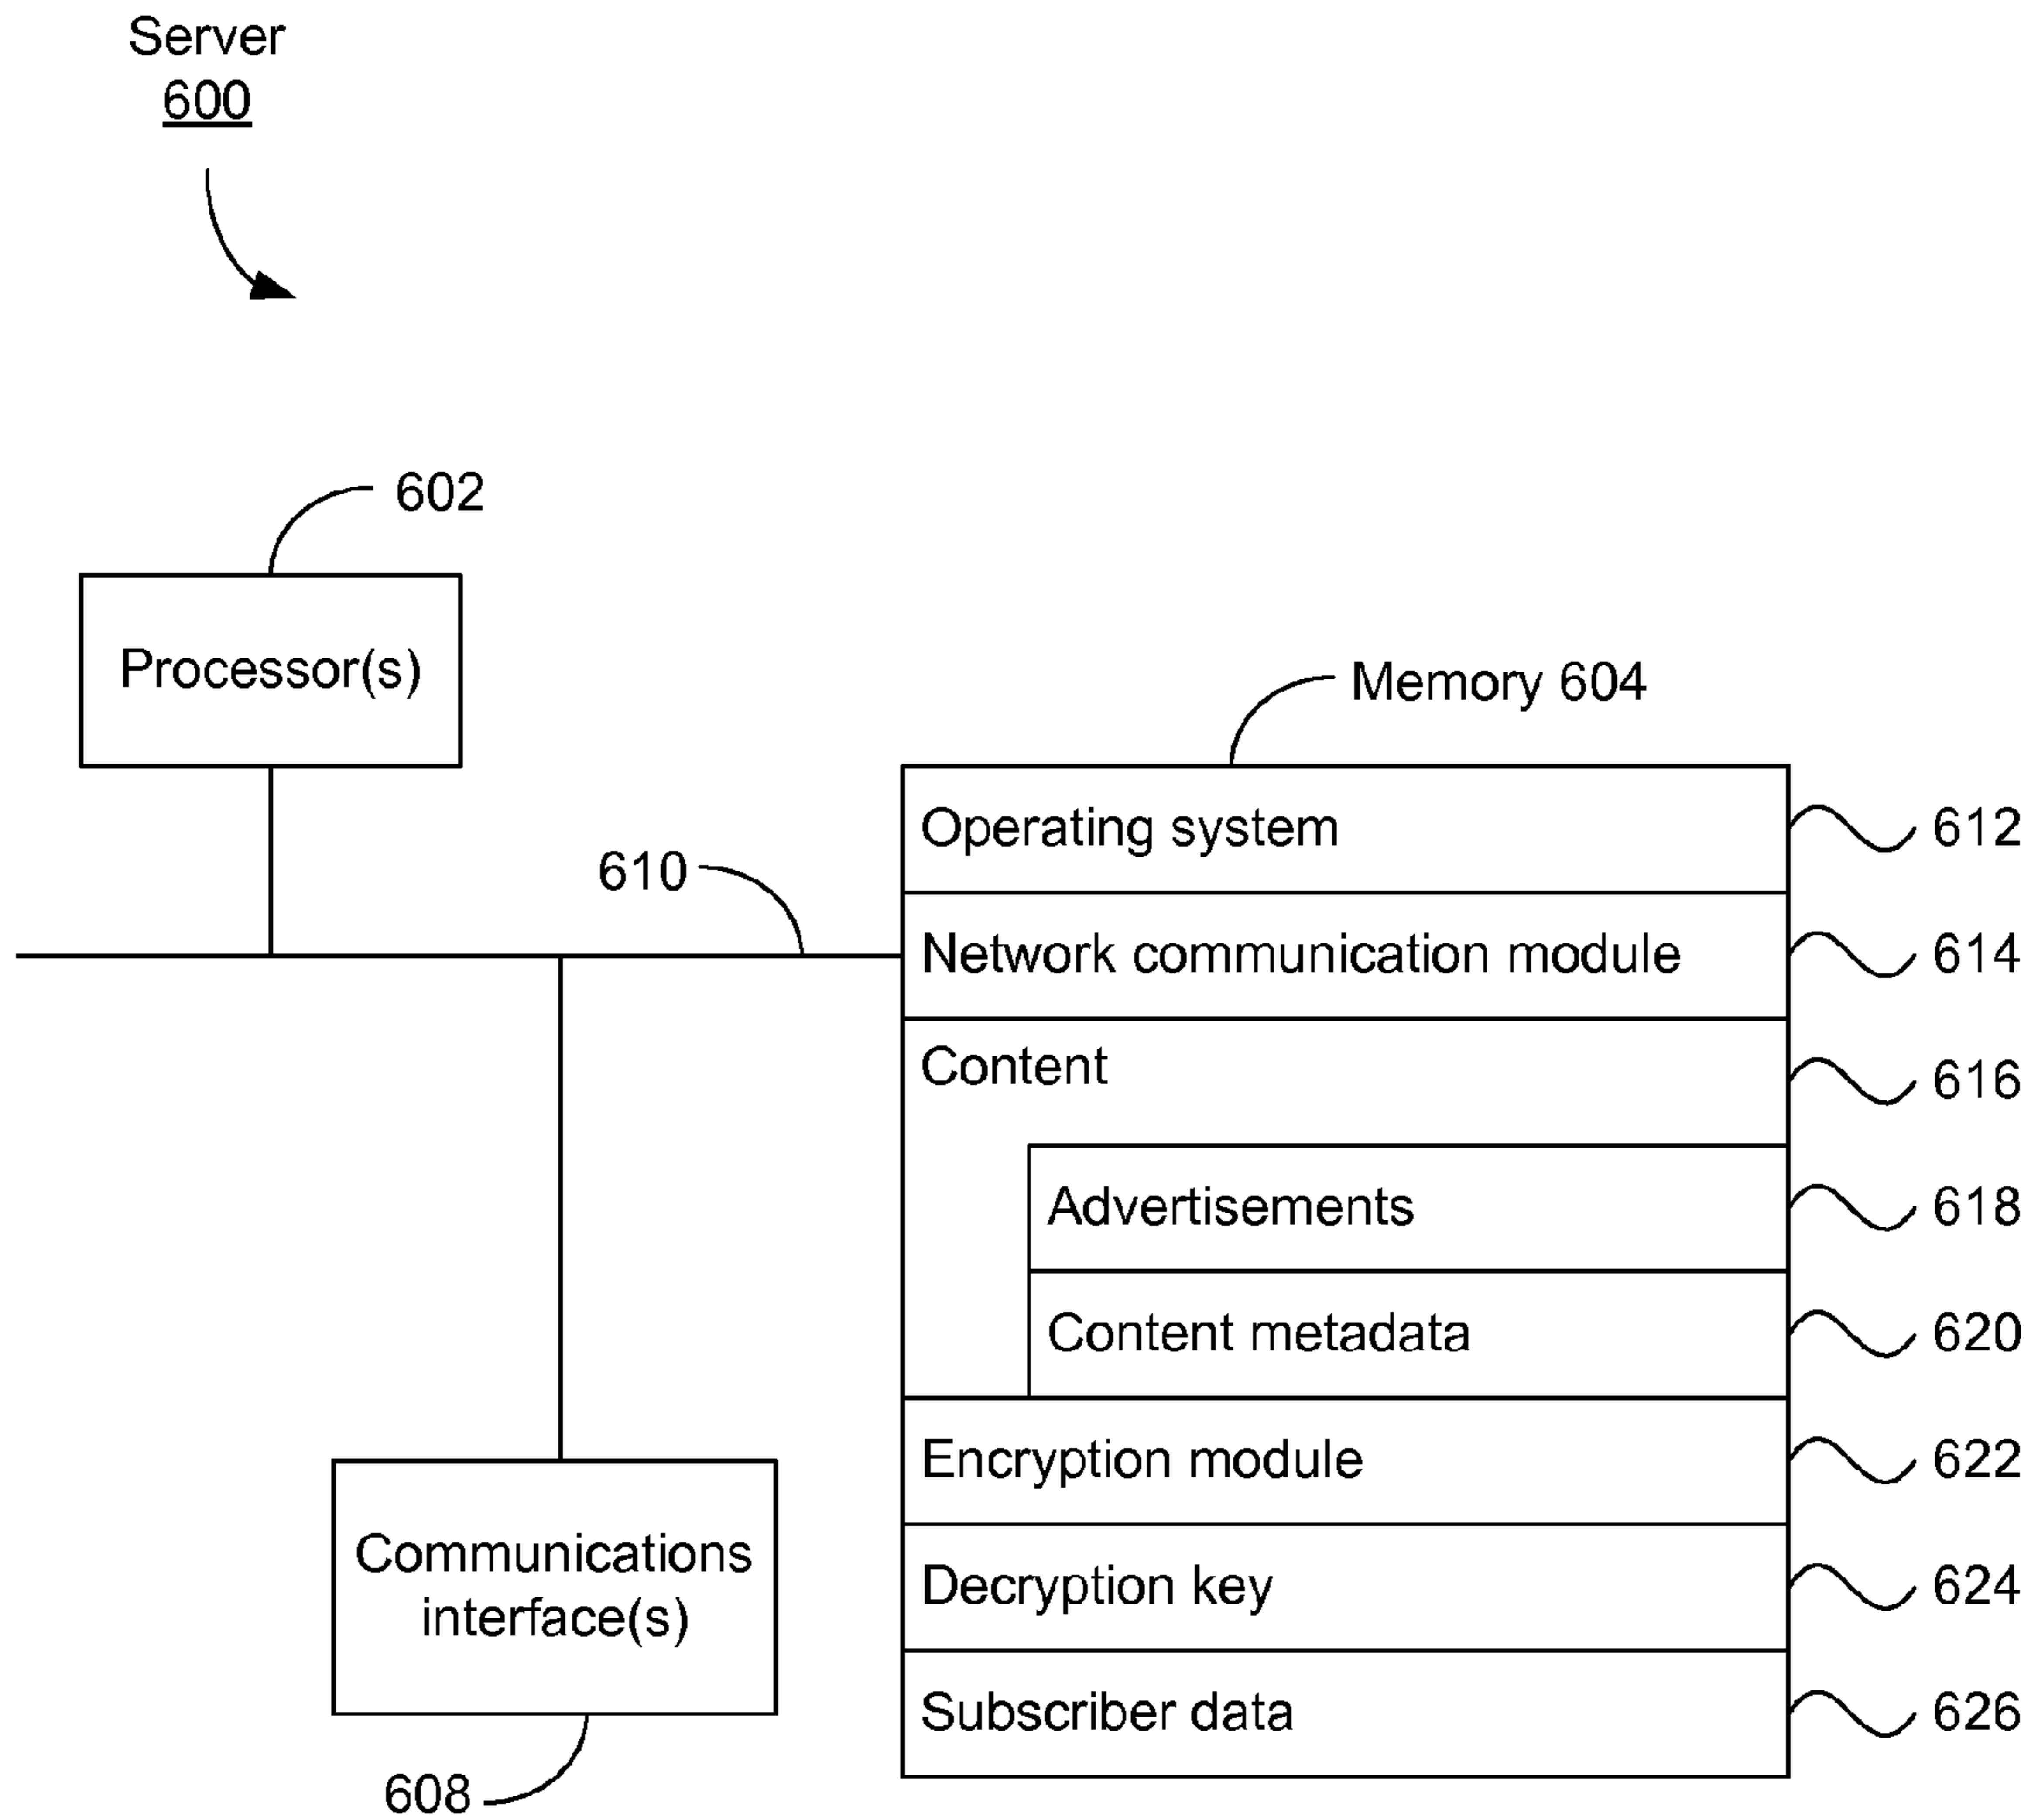 Server
600
602
Processor(s)
Memory 604
Operating system 612
610
Network communication module 614
Content 616
Advertisements 618
Content metadata 620
Encryption module 622
Communications
interface(s)
Decryption key 624
Subscriber data 626
608